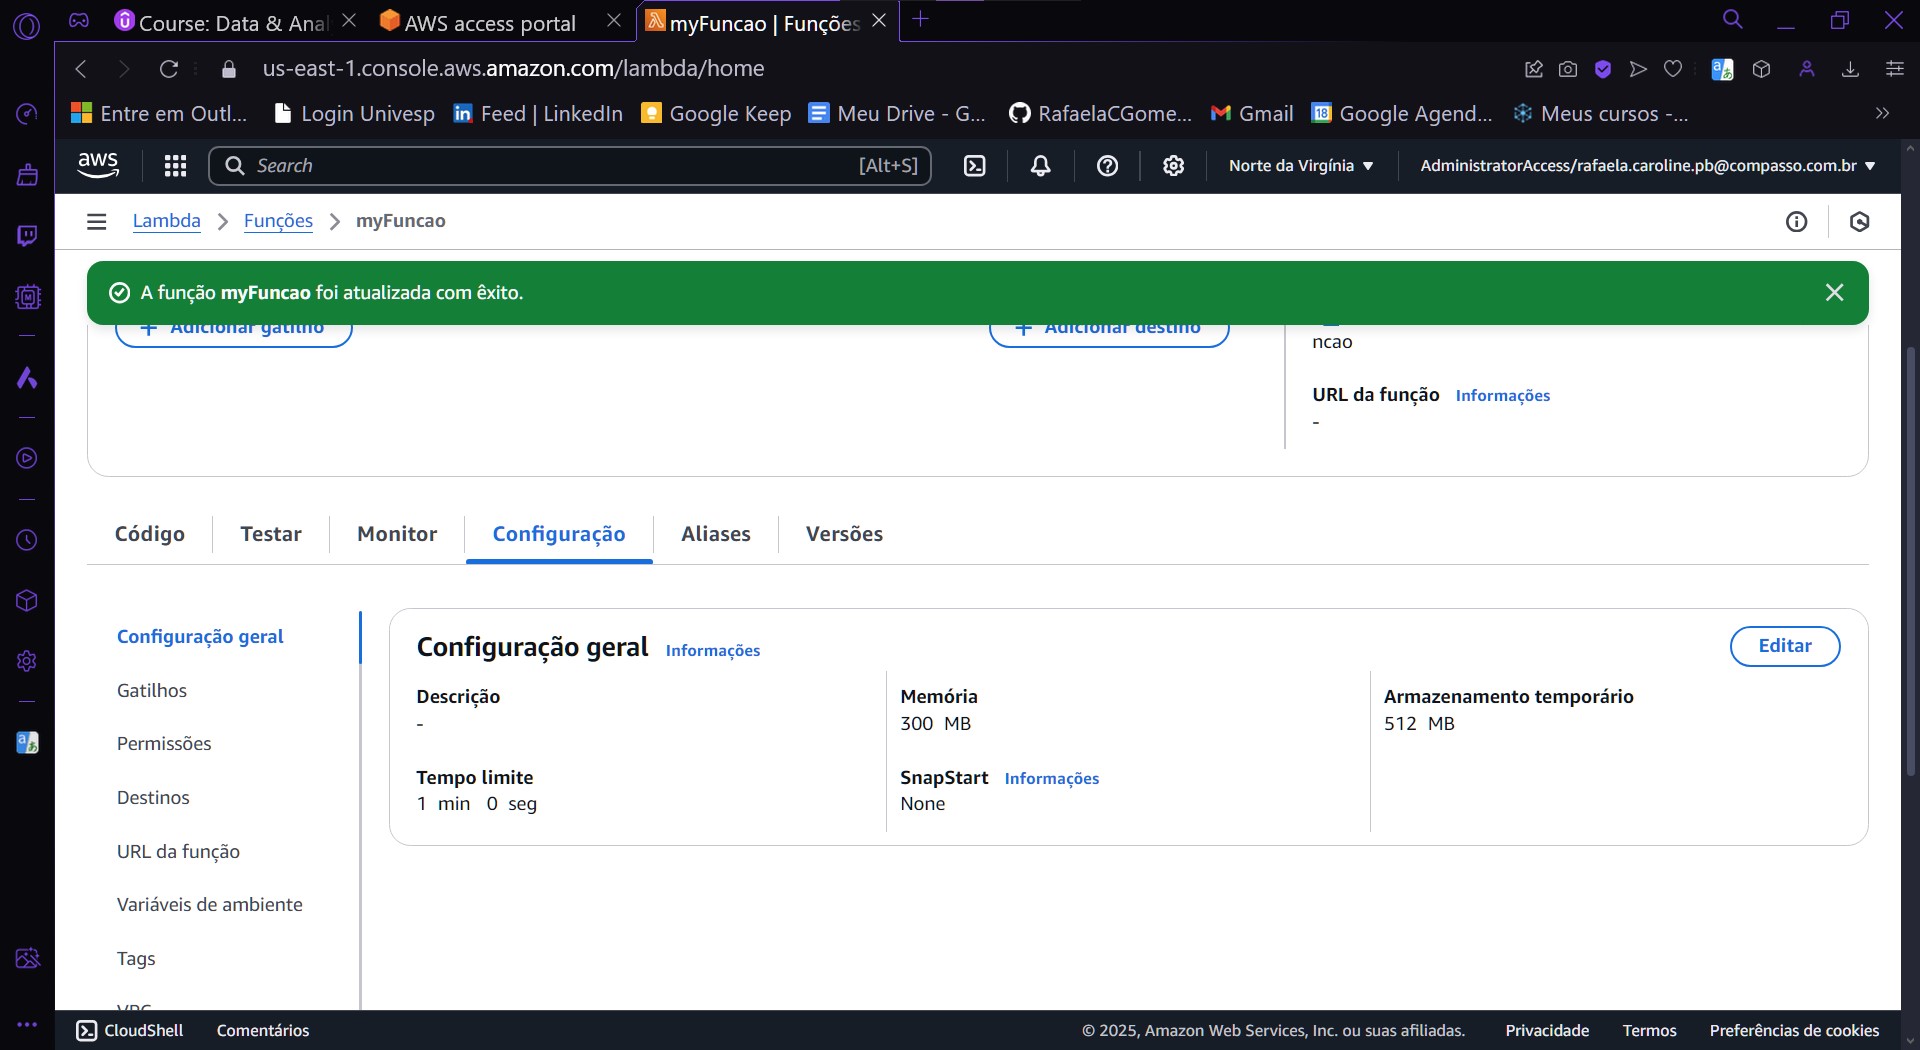 Course: Data & Anal
AWS access portal
myFuncao | Funções
us-east-1.console.aws.amazon.com/lambda/home
Entre em Outl...
Login Univesp
Feed | LinkedIn
Google Keep
Meu Drive - G...
RafaelaCGome...
Gmail
Google Agend...
Meus cursos -...
aws
Search
[Alt+S]
Norte da Virgínia
AdministratorAccess/rafaela.caroline.pb@compasso.com.br
Lambda
Funções
myFuncao
A função myFuncao foi atualizada com êxito.
Adicionar gatilho
Adicionar destino
ncao
URL da função Informações
-
Código
Testar
Monitor
Configuração
Aliases
Versões
Configuração geral
Gatilhos
Permissões
Destinos
URL da função
Variáveis de ambiente
Tags
VPC
Configuração geral Informações
Editar
Descrição
-
Memória
300 MB
Armazenamento temporário
512 MB
Tempo limite
1 min 0 seg
SnapStart Informações
None
CloudShell
Comentários
© 2025, Amazon Web Services, Inc. ou suas afiliadas.
Privacidade
Termos
Preferências de cookies